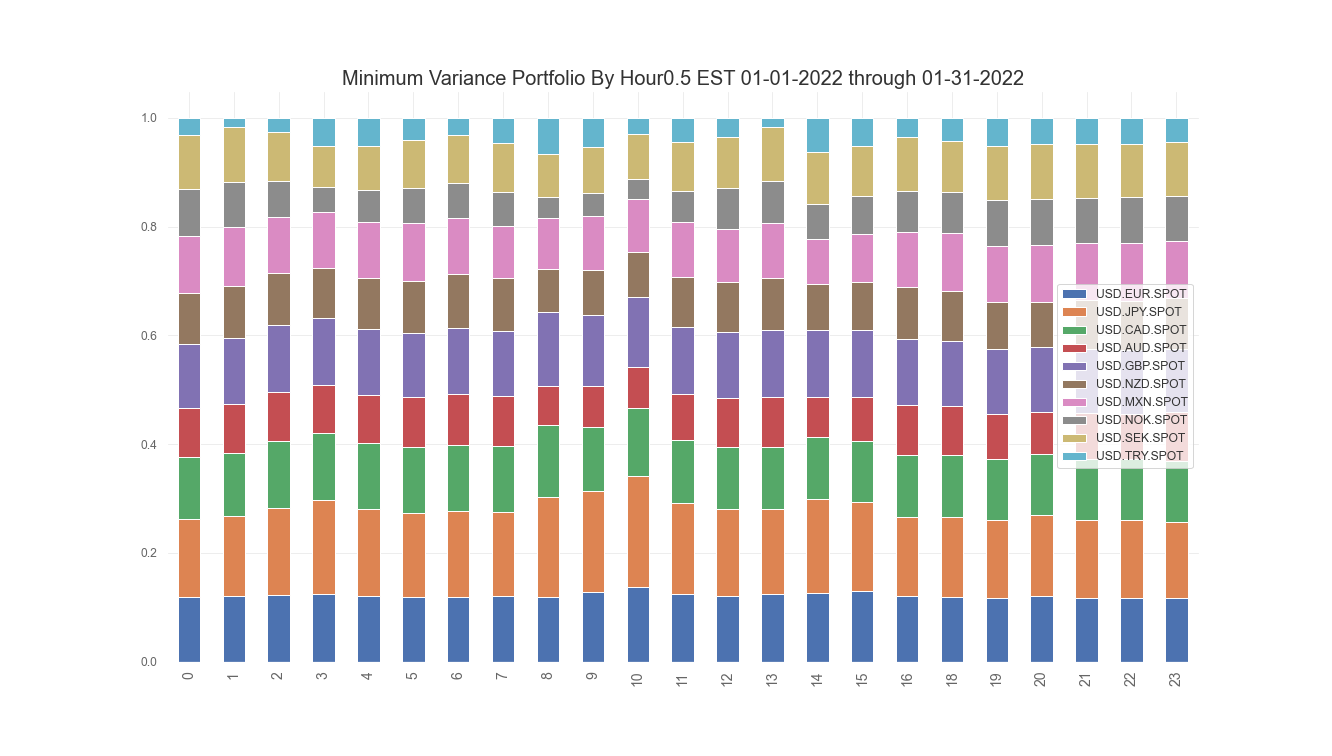 Minimum Variance Portfolio By Hour0.5 EST 01-01-2022 through 01-31-2022
1.0
0.8
0.6
0.4
0.2
0.0
USD.EUR.SPOT
USD.JPY.SPOT
USD.CAD.SPOT
USD.AUD.SPOT
USD.GBP.SPOT
USD.NZD.SPOT
USD.MXN.SPOT
USD.NOK.SPOT
USD.SEK.SPOT
USD.TRY.SPOT
0 1 2 3 4 5 6 7 8 9 10 11 12 13 14 15 16 18 19 20 21 22 23